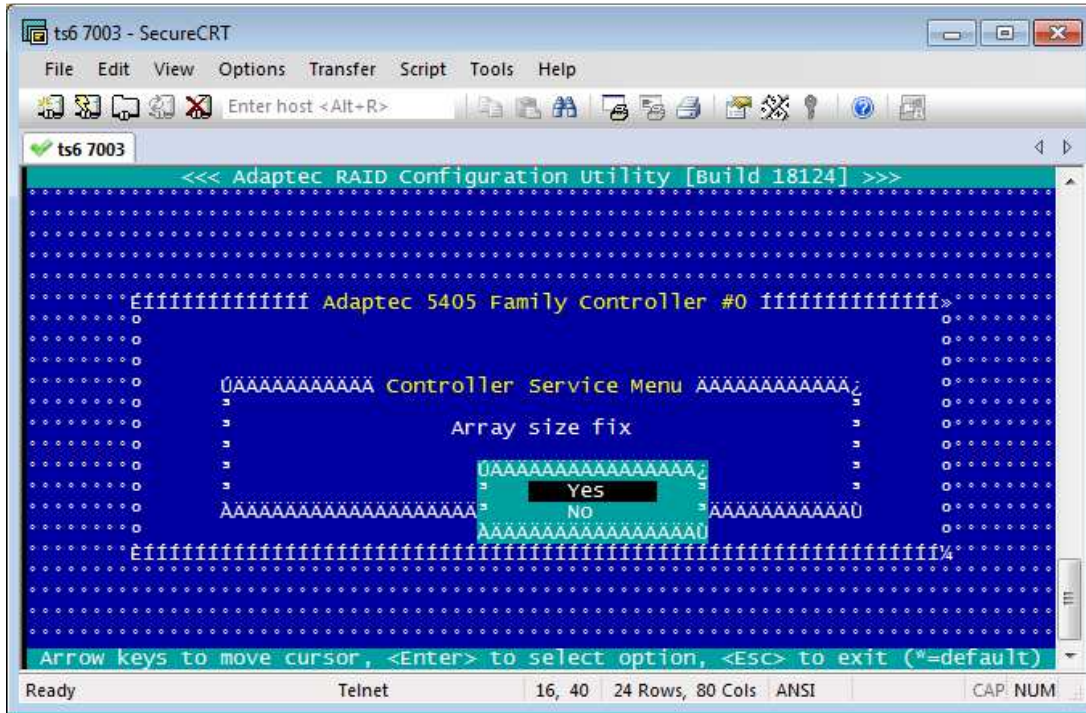 ts6 7003 - SecureCRT
File Edit View Options Transfer Script Tools Help
Enter host <Alt+R>
ts6 7003
<<< Adaptec RAID Configuration Utility [Build 18124] >>>
Adaptec 5405 Family Controller #0
Controller Service Menu
Array size fix
Yes
No
Arrow keys to move cursor, <Enter> to select option, <Esc> to exit (*=default)
Ready Telnet 16, 40 24 Rows, 80 Cols ANSI CAP NUM